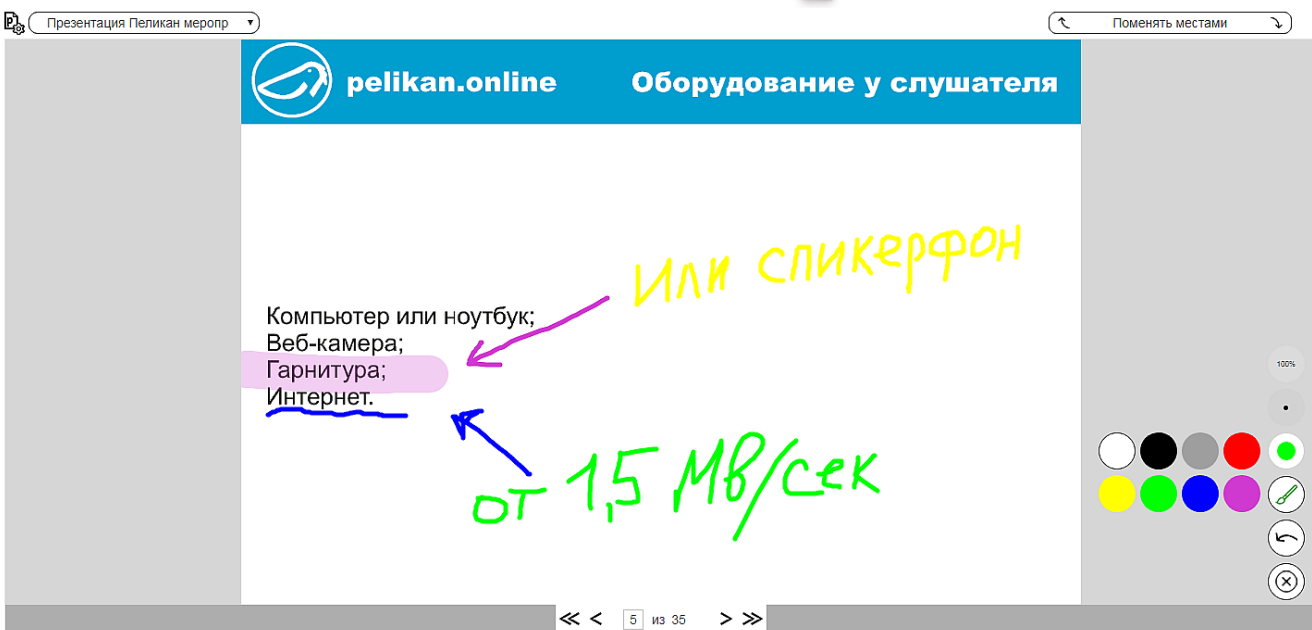 Презентация Пеликан меропр
Поменять местами
pelikan.online
Оборудование у слушателя
Или спикерфон
Компьютер или ноутбук;
Веб-камера;
Гарнитура;
Интернет.
от 1,5 Мв/сек
100%
5 из 35